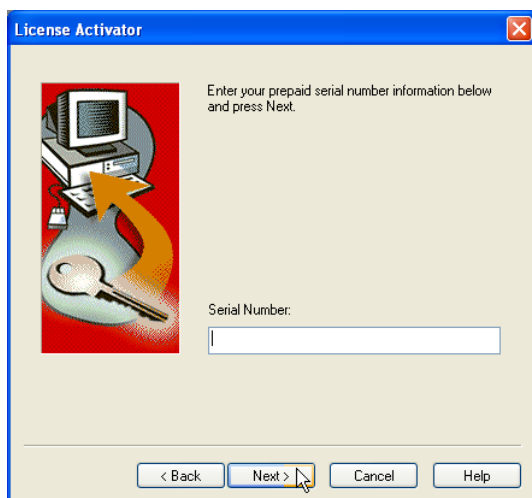 License Activator
Enter your prepaid serial number information below
and press Next.
Serial Number:
< Back
Next >
Cancel
Help